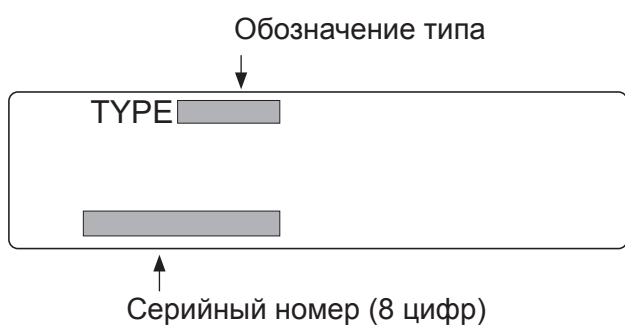 Обозначение типа
TYPE
Серийный номер (8 цифр)